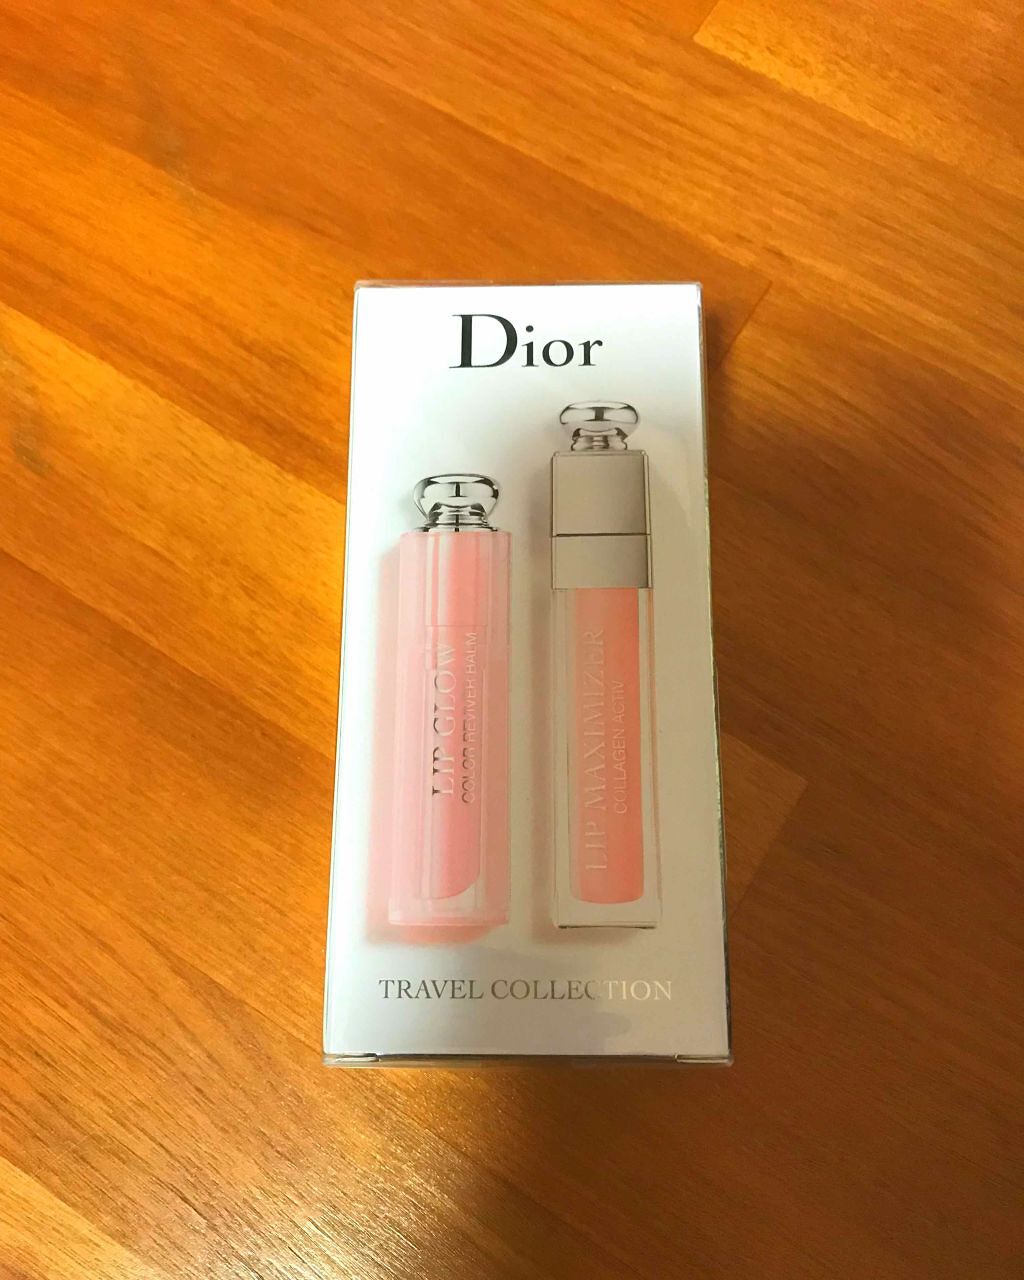 Dior
LIP GLOW
COLOR REVIVER BALM
LIP MAXIMIZER
COLLAGEN ACTIV
TRAVEL COLLECTION